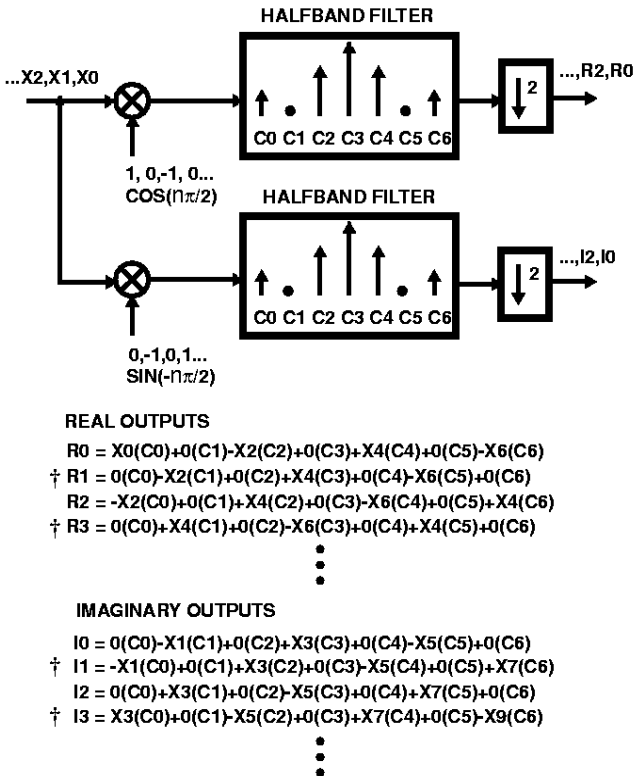 HALFBAND FILTER
...X2,X1,X0
C0 C1 C2 C3 C4 C5 C6
2
...,R2,R0
1, 0,-1, 0...
COS(nπ/2)
HALFBAND FILTER
C0 C1 C2 C3 C4 C5 C6
2
...,I2,I0
0,-1,0,1...
SIN(-nπ/2)
REAL OUTPUTS
R0 = X0(C0)+0(C1)-X2(C2)+0(C3)+X4(C4)+0(C5)-X6(C6)
† R1 = 0(C0)-X2(C1)+0(C2)+X4(C3)+0(C4)-X6(C5)+0(C6)
R2 = -X2(C0)+0(C1)+X4(C2)+0(C3)-X6(C4)+0(C5)+X4(C6)
† R3 = 0(C0)+X4(C1)+0(C2)-X6(C3)+0(C4)+X4(C5)+0(C6)
IMAGINARY OUTPUTS
I0 = 0(C0)-X1(C1)+0(C2)+X3(C3)+0(C4)-X5(C5)+0(C6)
† I1 = -X1(C0)+0(C1)+X3(C2)+0(C3)-X5(C4)+0(C5)+X7(C6)
I2 = 0(C0)+X3(C1)+0(C2)-X5(C3)+0(C4)+X7(C5)+0(C6)
† I3 = X3(C0)+0(C1)-X5(C2)+0(C3)+X7(C4)+0(C5)-X9(C6)